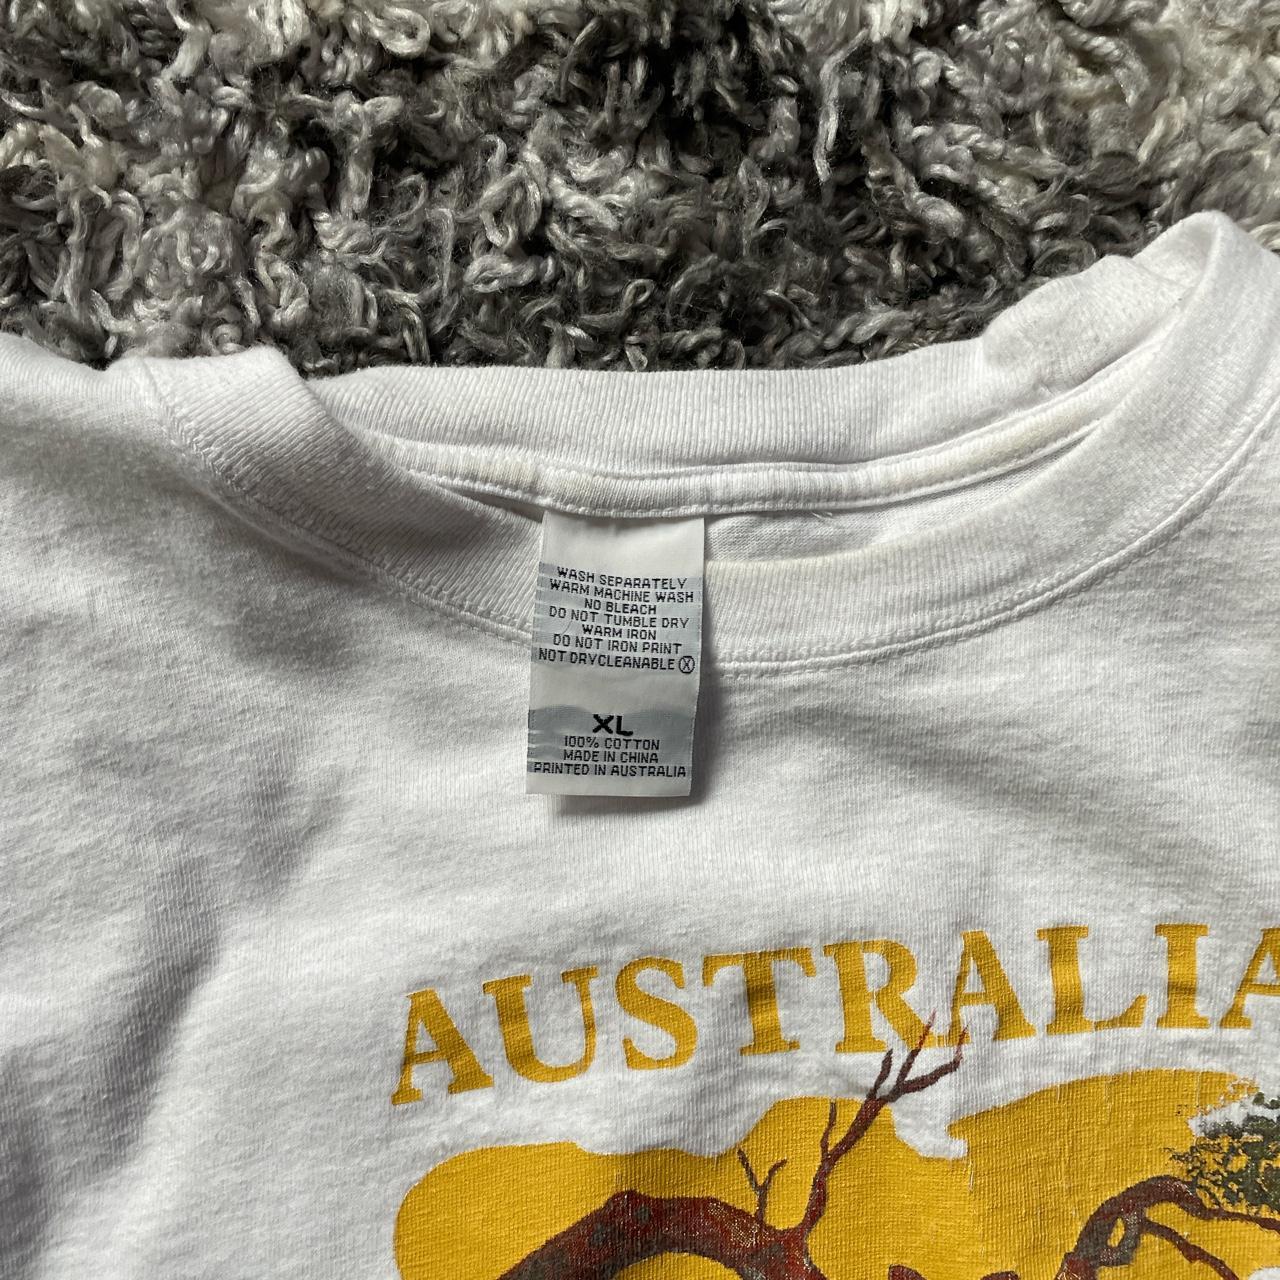 WASH SEPARATELY
WARM MACHINE WASH
NO BLEACH
DO NOT TUMBLE DRY
WARM IRON
DO NOT IRON PRINT
NOT DRYCLEANABLE Ⓧ
XL
100% COTTON
MADE IN CHINA
PRINTED IN AUSTRALIA
AUSTRALIA